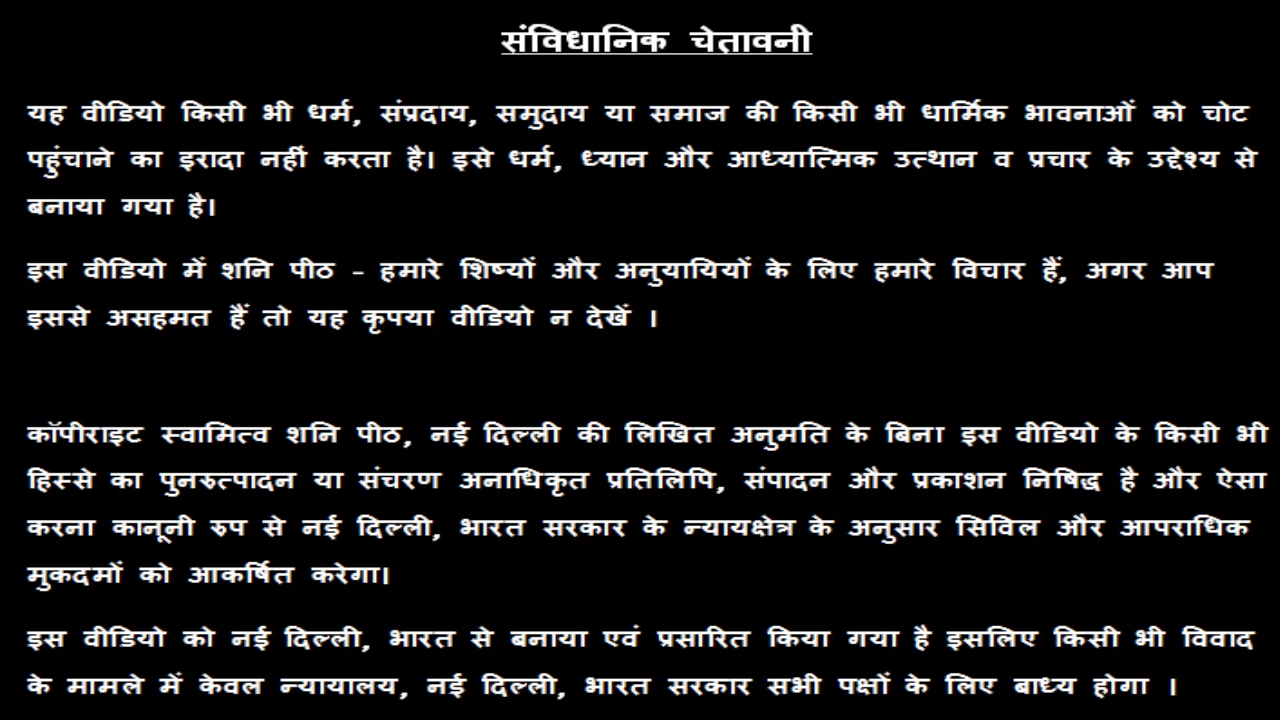 संविधानिक चेतावनी
यह वीडियो किसी भी धर्म, संप्रदाय, समुदाय या समाज की किसी भी धार्मिक भावनाओं को चोट
पहुंचाने का इरादा नहीं करता है। इसे धर्म, ध्यान और आध्यात्मिक उत्थान व प्रचार के उद्देश्य से
बनाया गया है।
इस वीडियो में शनि पीठ – हमारे शिष्यों और अनुयायियों के लिए हमारे विचार हैं, अगर आप
इससे असहमत हैं तो यह कृपया वीडियो न देखें ।
कॉपीराइट स्वामित्व शनि पीठ, नई दिल्ली की लिखित अनुमति के बिना इस वीडियो के किसी भी
हिस्से का पुनरुत्पादन या संचरण अनाधिकृत प्रतिलिपि, संपादन और प्रकाशन निषिद्ध है और ऐसा
करना कानूनी रुप से नई दिल्ली, भारत सरकार के न्यायक्षेत्र के अनुसार सिविल और आपराधिक
मुकदमों को आकर्षित करेगा।
इस वीडियो को नई दिल्ली, भारत से बनाया एवं प्रसारित किया गया है इसलिए किसी भी विवाद
के मामले में केवल न्यायालय, नई दिल्ली, भारत सरकार सभी पक्षों के लिए बाध्य होगा ।